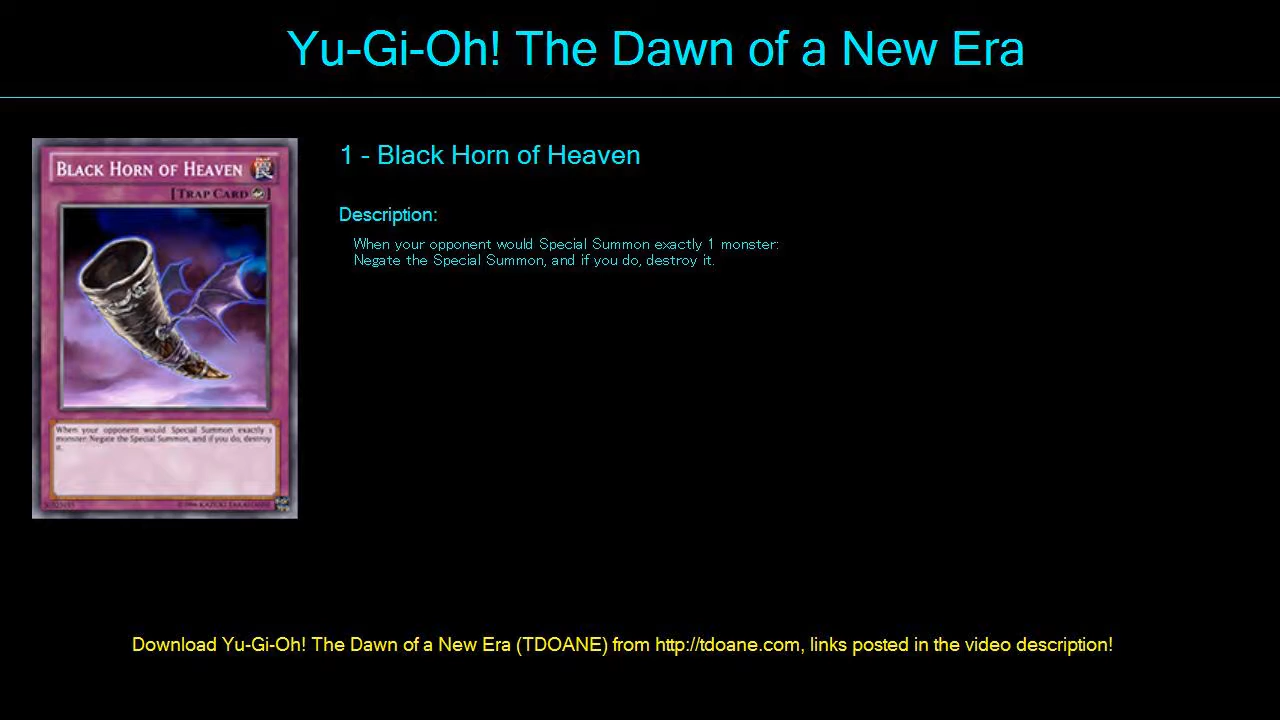 Yu-Gi-Oh! The Dawn of a New Era
BLACK HORN OF HEAVEN 罠
[TRAP CARD]
When your opponent would Special Summon exactly 1
monster: Negate the Special Summon, and if you do, destroy
it.
KAZUKI TAKAHASHI
1 - Black Horn of Heaven
Description:
When your opponent would Special Summon exactly 1 monster:
Negate the Special Summon, and if you do, destroy it.
Download Yu-Gi-Oh! The Dawn of a New Era (TDOANE) from http://tdoane.com, links posted in the video description!